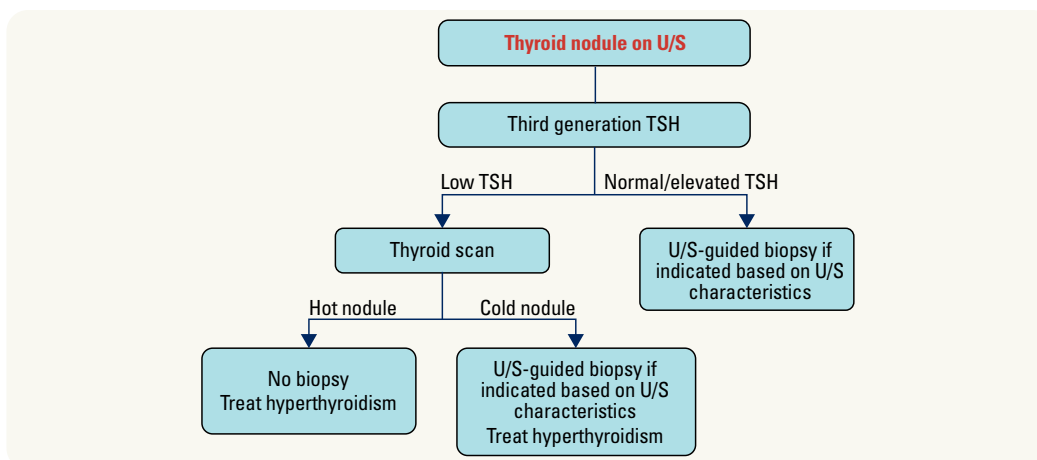 Thyroid nodule on U/S
Third generation TSH
Low TSH
Normal/elevated TSH
Thyroid scan
U/S-guided biopsy if
indicated based on U/S
characteristics
Hot nodule
Cold nodule
No biopsy
Treat hyperthyroidism
U/S-guided biopsy if
indicated based on U/S
characteristics
Treat hyperthyroidism